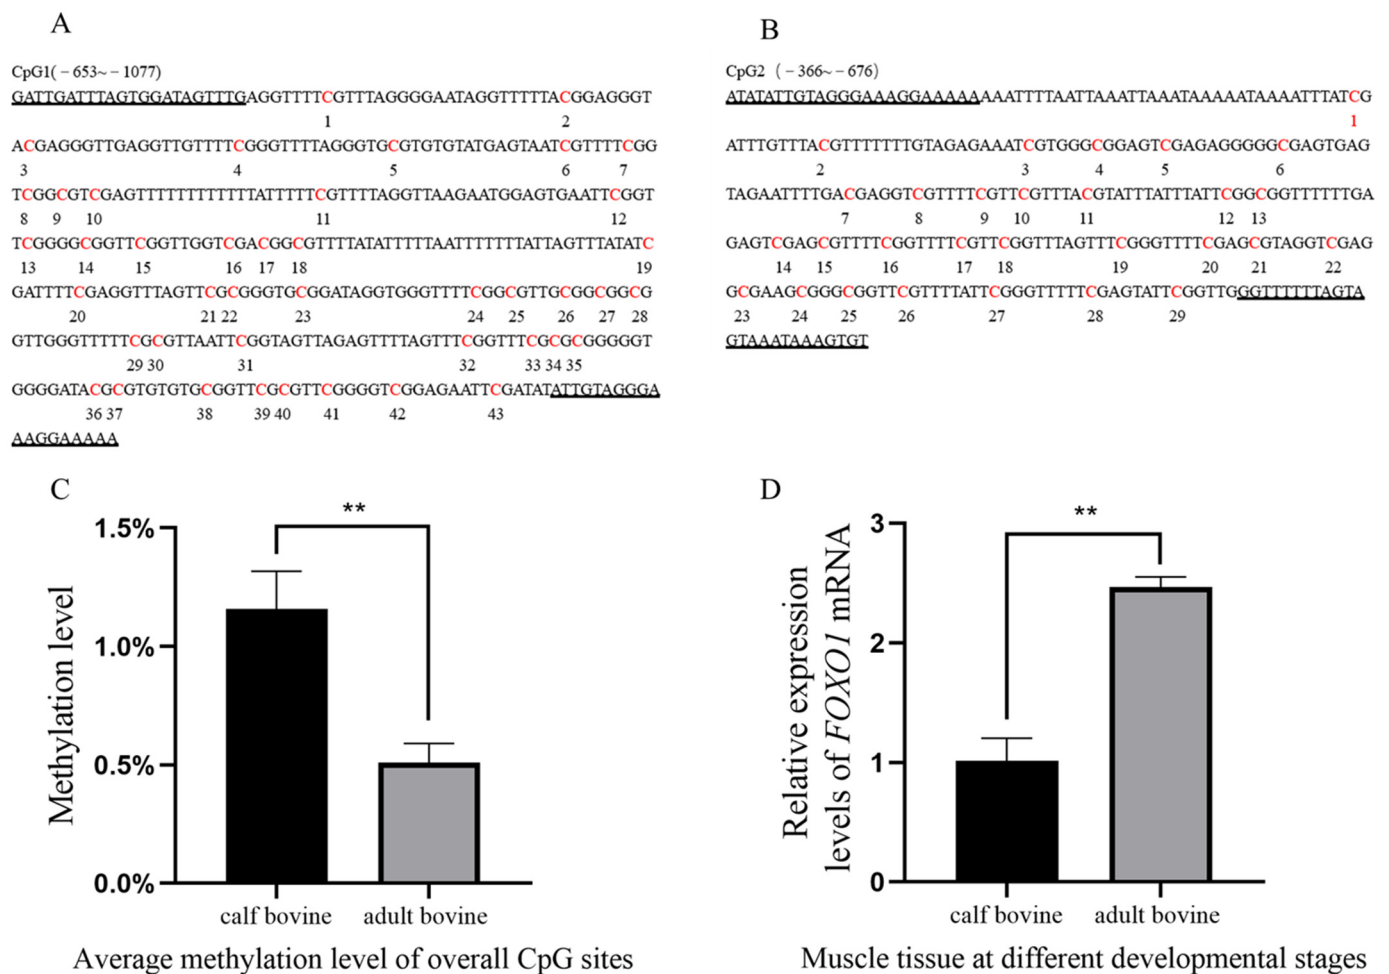 A
CpG1(－653~－1077)
GATTGATTTAGTGGATAGTTTGAGGTTTTCGTTTAGGGGAATAGGTTTTTACGGAGGGT
1 2
ACGAGGGTTGAGGTTGTTTTCGGGTTTTAGGGTGCGTGTGTATGAGTAATCGTTTTCGG
3 4 5 6 7
TCGGCGTCGAGTTTTTTTTTTTTATTTTTCGTTTTAGGTTAAGAATGGAGTGAATTCGGT
8 9 10 11 12
TCGGGGCGGTTCGGTTGGTCGACGGCGTTTTATATTTTTAATTTTTTTATTAGTTTATATC
13 14 15 16 17 18 19
GATTTTCGAGGTTTAGTTCGCGGGTGCGGATAGGTGGGTTTTCGGCGTTGCGGCGGCG
20 21 22 23 24 25 26 27 28
GTTGGGTTTTTCGCGTTAATTCGGTAGTTAGAGTTTTAGTTTCGGTTTCGCGCGGGGGT
29 30 31 32 33 34 35
GGGGATACGCGTGTGTGCGGTTCGCGTTCGGGGTCGGAGAATTCGATATATTGTAGGGA
36 37 38 39 40 41 42 43
AAGGAAAAA
B
CpG2 (－366~－676)
ATATATTGTAGGGAAAGGAAAAAAAATTTTAATTAAATTAAATAAAAATAAAATTTATCG
1
ATTTGTTTACGTTTTTTTGTAGAGAAATCGTGGGCGGAGTCGAGAGGGGGCGAGTGAG
2 3 4 5 6
TAGAATTTTGACGAGGTCGTTTTCGTTCGTTTACGTATTTATTTATTCGGCGGTTTTTTGA
7 8 9 10 11 12 13
GAGTCGAGCGTTTTCGGTTTTCGTTCGGTTTAGTTTCGGGTTTTCGAGCGTAGGTCGAG
14 15 16 17 18 19 20 21 22
GCGAAGCGGGCGGTTCGTTTTATTCGGGTTTTTCGAGTATTCGGTTGGGTTTTTTAGTA
23 24 25 26 27 28 29
GTAAATAAAGTGT
C
**
1.5%
1.0%
0.5%
0.0%
Methylation level
calf bovine adult bovine
Average methylation level of overall CpG sites
D
**
3
2
1
0
Relative expression
levels of FOXO1 mRNA
calf bovine adult bovine
Muscle tissue at different developmental stages